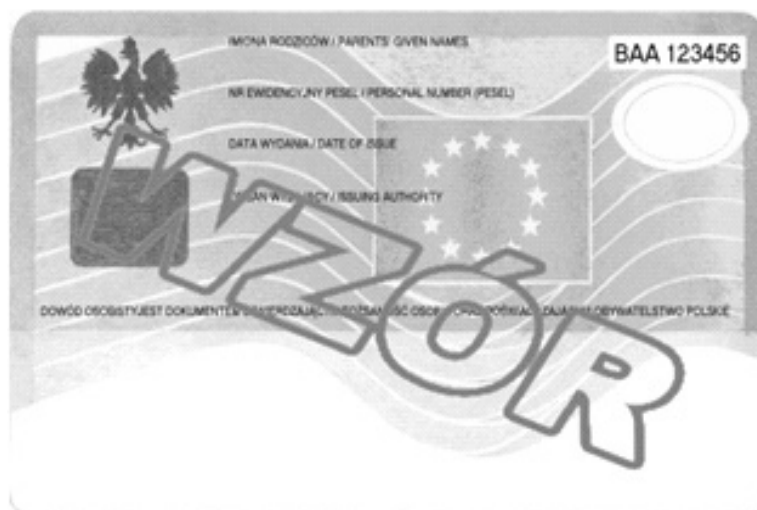 IMIONA RODZICÓW / PARENTS' GIVEN NAMES
BAA 123456
NR EWIDENCYJNY PESEL / PERSONAL NUMBER (PESEL)
DATA WYDANIA / DATE OF ISSUE
/ ISSUING AUTHORITY
WZÓR
DOWÓD OSOBISTY JEST DOKUMENTEM OBYWATELSTWO POLSKIE